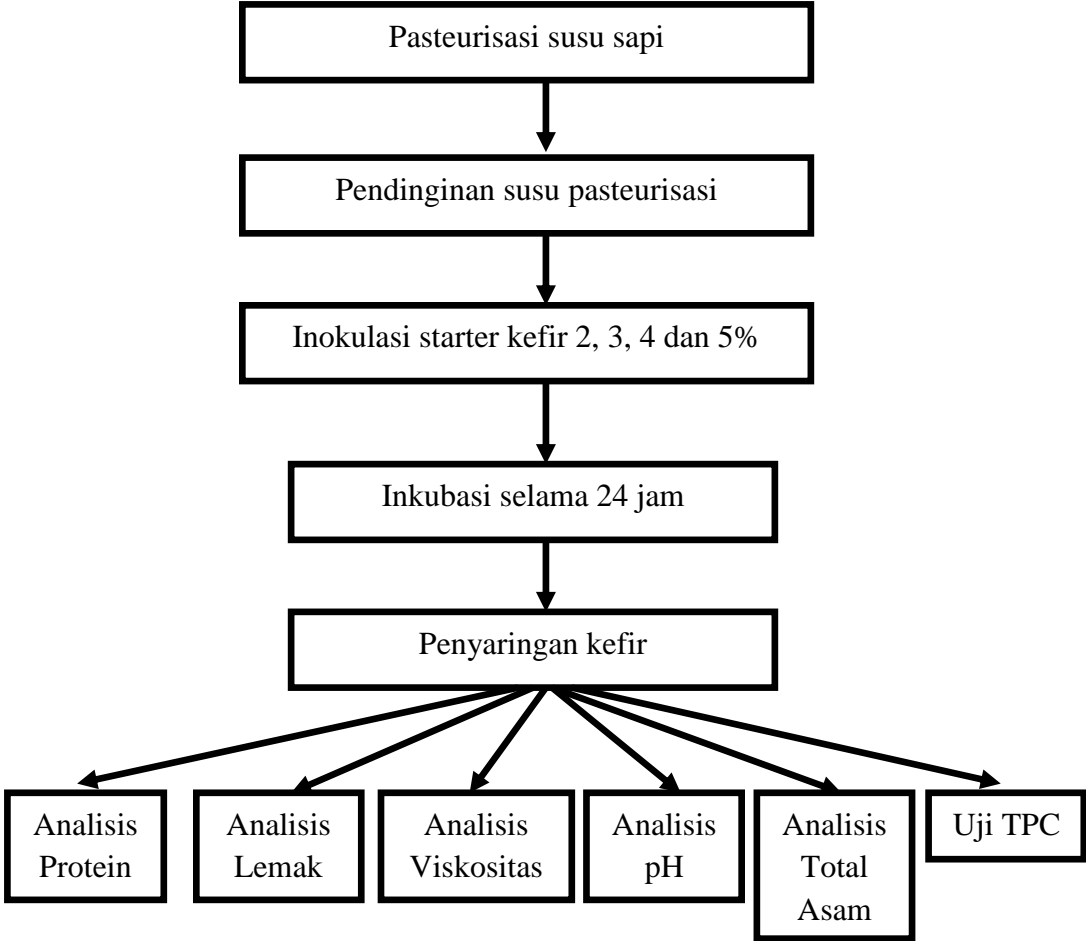 Pasteurisasi susu sapi
Pendinginan susu pasteurisasi
Inokulasi starter kefir 2, 3, 4 dan 5%
Inkubasi selama 24 jam
Penyaringan kefir
Analisis
Protein
Analisis
Lemak
Analisis
Viskositas
Analisis
pH
Analisis
Total
Asam
Uji TPC